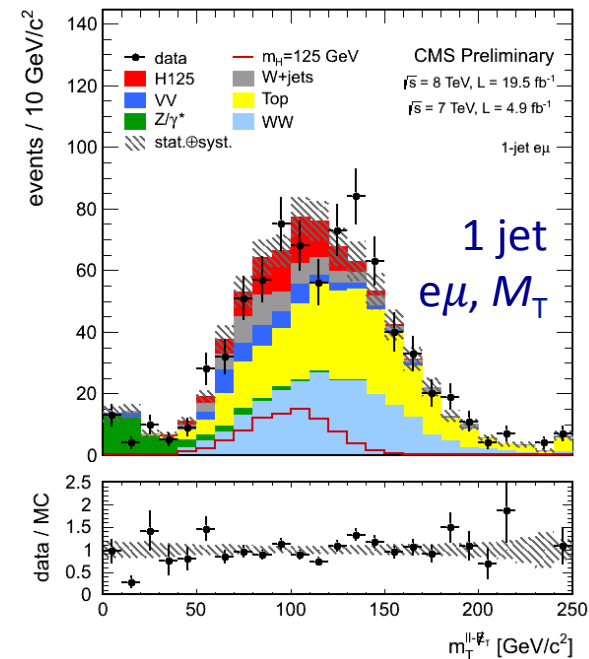 events / 10 GeV/c²
140
120
100
80
60
40
20
0
data
H125
VV
Z/γ*
stat.⊕syst.
m_H=125 GeV
W+jets
Top
WW
CMS Preliminary
√s = 8 TeV, L = 19.5 fb⁻¹
√s = 7 TeV, L = 4.9 fb⁻¹
1-jet eμ
1 jet
eμ, M_T
data / MC
2.5
2
1.5
1
0.5
0
0 50 100 150 200 250
m_T^{ll-E̸_T} [GeV/c²]